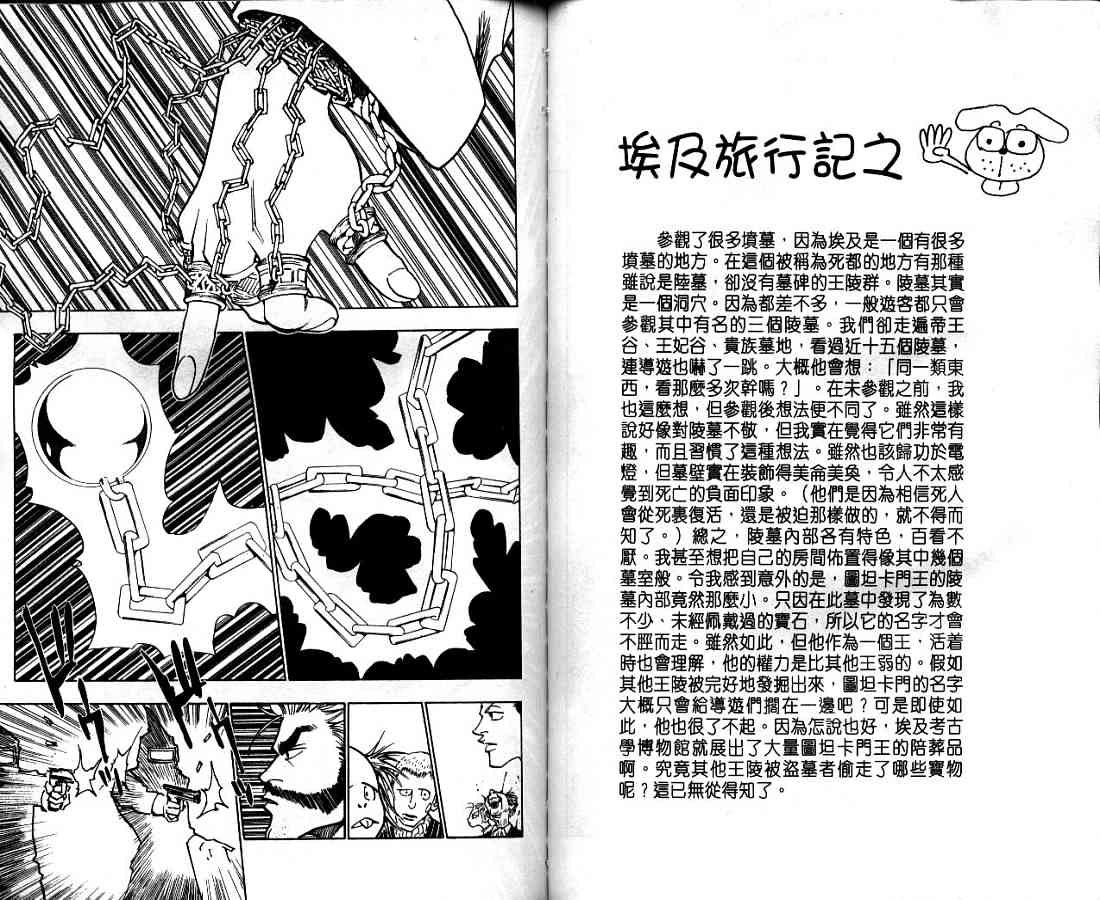 埃及旅行記之
參觀了很多墳墓，因為埃及是一個有很多
墳墓的地方。在這個被稱為死都的地方有那種
雖說是陸墓，卻沒有墓碑的王陵群。陵墓其實
是一個洞穴。因為都差不多，一般遊客都只會
參觀其中有名的三個陵墓。我們卻走遍帝王
谷、王妃谷、貴族墓地，看過近十五個陵墓，
連導遊也嚇了一跳。大概他會想：「同一類東
西，看那麼多次幹嗎？」。在未參觀之前，我
也這麼想，但參觀後想法便不同了。雖然這樣
說好像對陵墓不敬，但我實在覺得它們非常有
趣，而且習慣了這種想法。雖然也該歸功於電
燈，但墓壁實在裝飾得美侖美奐，令人不太感
覺到死亡的負面印象。（他們是因為相信死人
會從死裏復活，還是被迫那樣做的，就不得而
知了。）總之，陵墓內部各有特色，百看不
厭。我甚至想把自己的房間佈置得像其中幾個
墓室般。令我感到意外的是，圖坦卡門王的陵
墓內部竟然那麼小。只因在此墓中發現了為數
不少、未經佩戴過的寶石，所以它的名字才會
不脛而走。雖然如此，但他作為一個王，活着
時也會理解，他的權力是比其他王弱的。假如
其他王陵被完好地發掘出來，圖坦卡門的名字
大概只會給導遊們擱在一邊吧？可是即使如
此，他也很了不起。因為怎說也好，埃及考古
學博物館就展出了大量圖坦卡門王的陪葬品
啊。究竟其他王陵被盜墓者偷走了哪些寶物
呢？這已無從得知了。